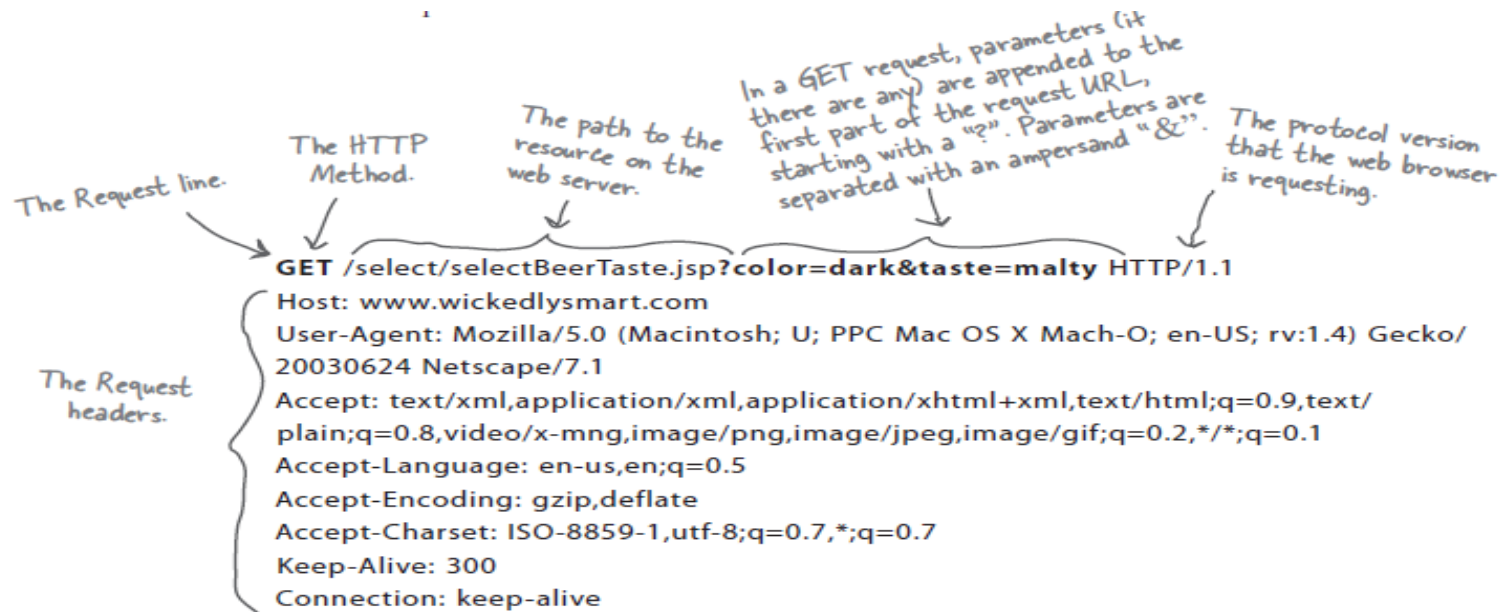 The Request line.
The HTTP
Method.
The path to the
resource on the
web server.
In a GET request, parameters (it
there are any) are appended to the
first part of the request URL,
starting with a “?”. Parameters are
separated with an ampersand “&”.
The protocol version
that the web browser
is requesting.
GET /select/selectBeerTaste.jsp?color=dark&taste=malty HTTP/1.1
The Request
headers.
Host: www.wickedlysmart.com
User-Agent: Mozilla/5.0 (Macintosh; U; PPC Mac OS X Mach-O; en-US; rv:1.4) Gecko/
20030624 Netscape/7.1
Accept: text/xml,application/xml,application/xhtml+xml,text/html;q=0.9,text/
plain;q=0.8,video/x-mng,image/png,image/jpeg,image/gif;q=0.2,*/*;q=0.1
Accept-Language: en-us,en;q=0.5
Accept-Encoding: gzip,deflate
Accept-Charset: ISO-8859-1,utf-8;q=0.7,*;q=0.7
Keep-Alive: 300
Connection: keep-alive